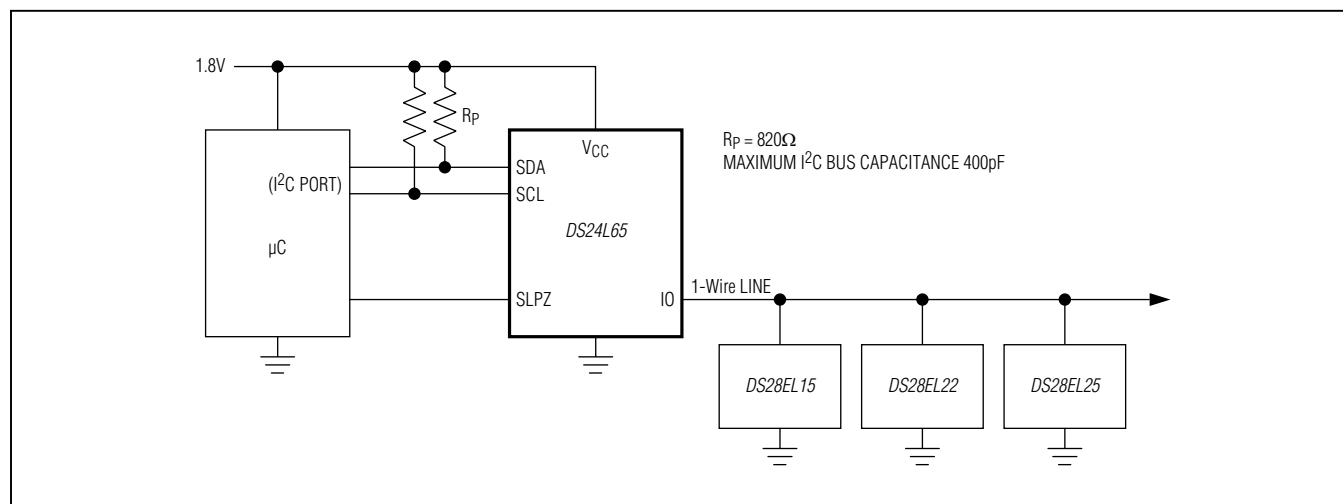 1.8V
RP
VCC
RP = 820Ω
MAXIMUM I2C BUS CAPACITANCE 400pF
SDA
(I2C PORT)
SCL
µC
DS24L65
SLPZ
IO
1-Wire LINE
DS28EL15
DS28EL22
DS28EL25